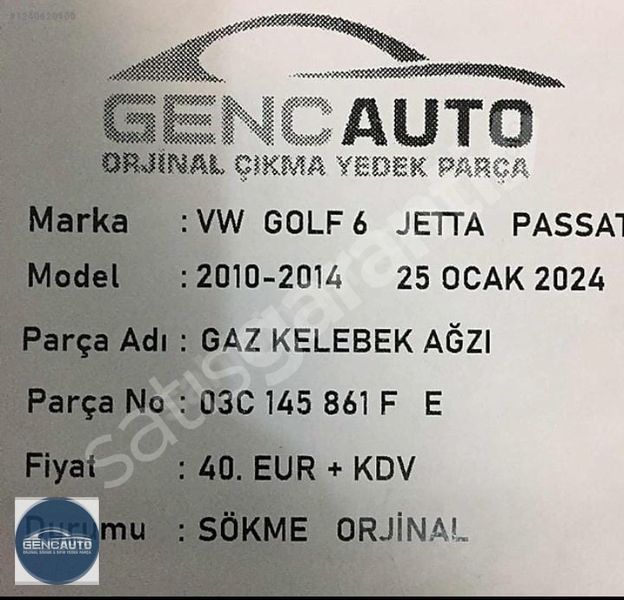 #1240620900
GENCAUTO
ORJİNAL ÇIKMA YEDEK PARÇA
Marka : VW GOLF 6 JETTA PASSAT
Model : 2010-2014 25 OCAK 2024
Parça Adı : GAZ KELEBEK AĞZI
Parça No : 03C 145 861 F E
Fiyat : 40. EUR + KDV
Durumu : SÖKME ORJİNAL
GENCAUTO